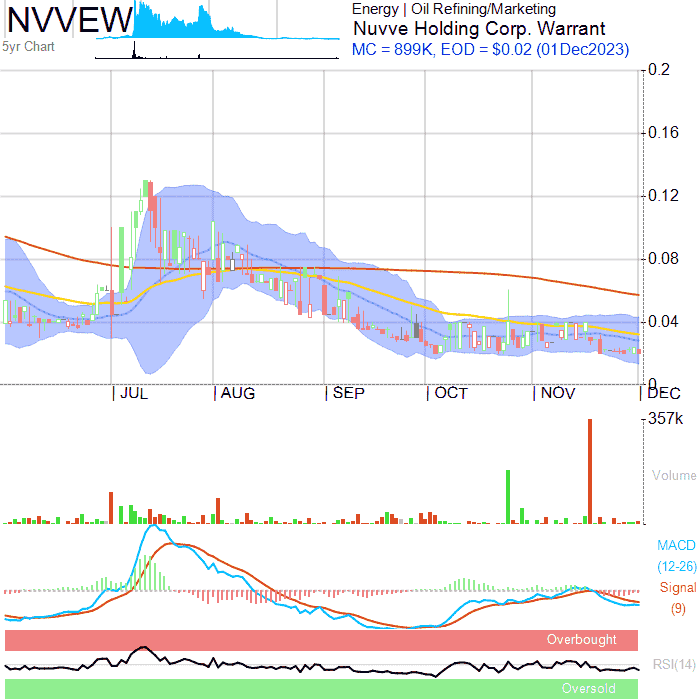 NVVEW
5yr Chart
Energy | Oil Refining/Marketing
Nuvve Holding Corp. Warrant
MC = 899K, EOD = $0.02 (01Dec2023)
0.2
0.16
0.12
0.08
0.04
0
JUL AUG SEP OCT NOV DEC
357k
Volume
MACD
(12-26)
Signal
(9)
Overbought
RSI(14)
Oversold